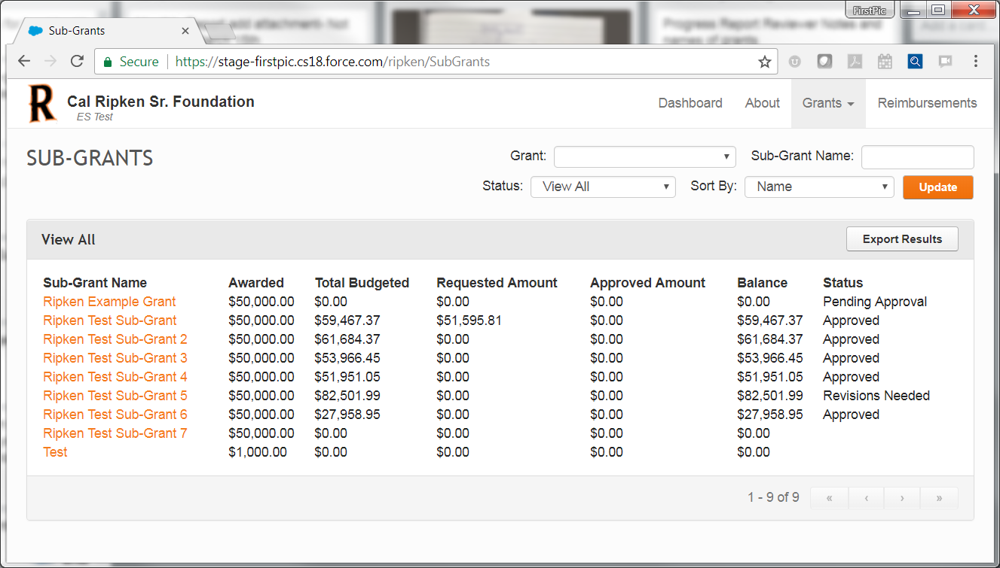 FirstPic
Sub-Grants
Progress Report Reviewer Notes and
names of grants
Secure https://stage-firstpic.cs18.force.com/ripken/SubGrants
R
Cal Ripken Sr. Foundation
ES Test
Dashboard About Grants Reimbursements
SUB-GRANTS
Grant: Sub-Grant Name:
Status: View All Sort By: Name Update
View All Export Results
Sub-Grant Name Awarded Total Budgeted Requested Amount Approved Amount Balance Status
Ripken Example Grant $50,000.00 $0.00 $0.00 $0.00 $0.00 Pending Approval
Ripken Test Sub-Grant $50,000.00 $59,467.37 $51,595.81 $0.00 $59,467.37 Approved
Ripken Test Sub-Grant 2 $50,000.00 $61,684.37 $0.00 $0.00 $61,684.37 Approved
Ripken Test Sub-Grant 3 $50,000.00 $53,966.45 $0.00 $0.00 $53,966.45 Approved
Ripken Test Sub-Grant 4 $50,000.00 $51,951.05 $0.00 $0.00 $51,951.05 Approved
Ripken Test Sub-Grant 5 $50,000.00 $82,501.99 $0.00 $0.00 $82,501.99 Revisions Needed
Ripken Test Sub-Grant 6 $50,000.00 $27,958.95 $0.00 $0.00 $27,958.95 Approved
Ripken Test Sub-Grant 7 $50,000.00 $0.00 $0.00 $0.00 $0.00
Test $1,000.00 $0.00 $0.00 $0.00 $0.00
1 - 9 of 9 « ‹ › »